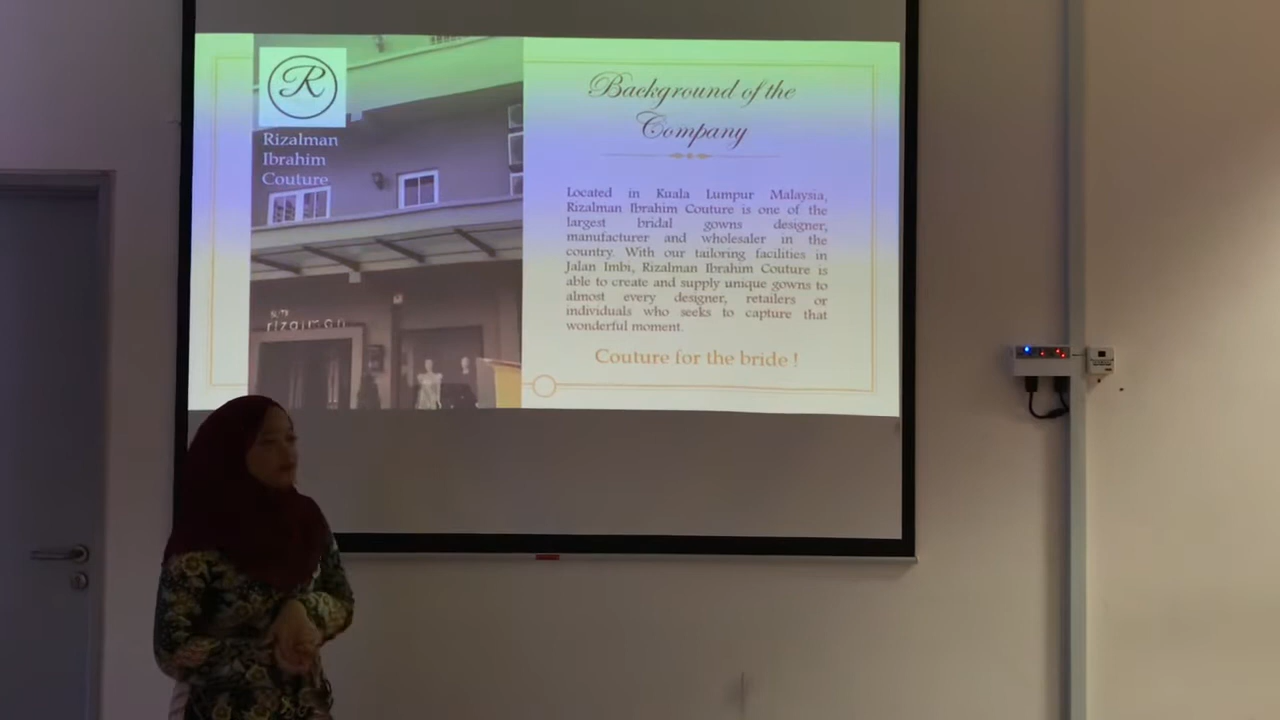 R
Rizalman
Ibrahim
Couture
rizalman
Background of the
Company
Located in Kuala Lumpur Malaysia,
Rizalman Ibrahim Couture is one of the
largest bridal gowns designer,
manufacturer and wholesaler in the
country. With our tailoring facilities in
Jalan Imbi, Rizalman Ibrahim Couture is
able to create and supply unique gowns to
almost every designer, retailers or
individuals who seeks to capture that
wonderful moment.
Couture for the bride !